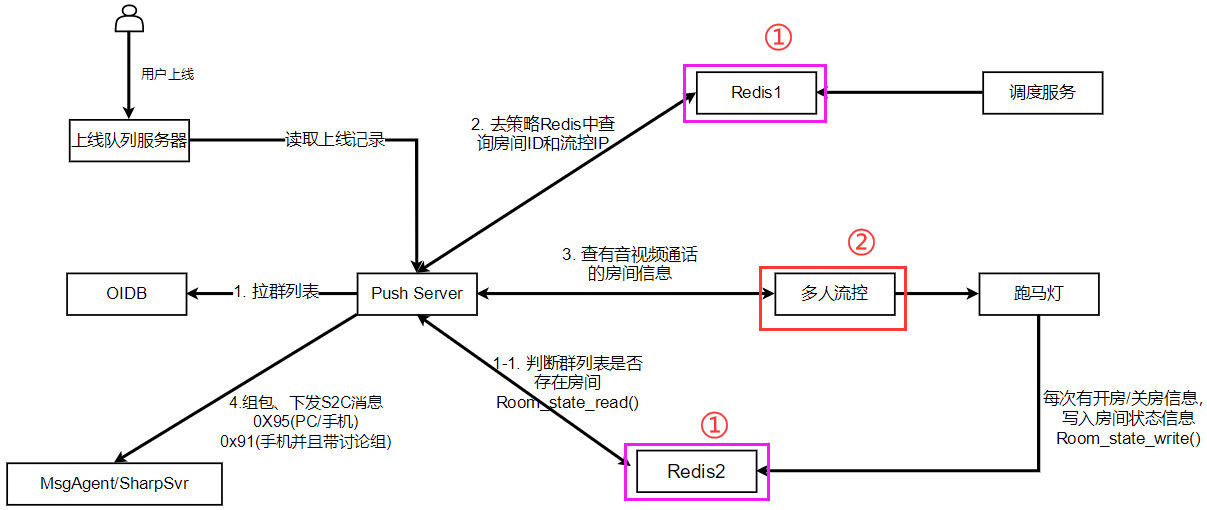 用户上线
上线队列服务器
读取上线记录
①
Redis1
调度服务
2. 去策略Redis中查
询房间ID和流控IP
OIDB
1. 拉群列表
Push Server
3. 查有音视频通话
的房间信息
②
多人流控
跑马灯
1-1. 判断群列表是否
存在房间
Room_state_read()
4.组包、下发S2C消息
0X95(PC/手机)
0x91(手机并且带讨论组)
每次有开房/关房信息,
写入房间状态信息
Room_state_write()
①
Redis2
MsgAgent/SharpSvr